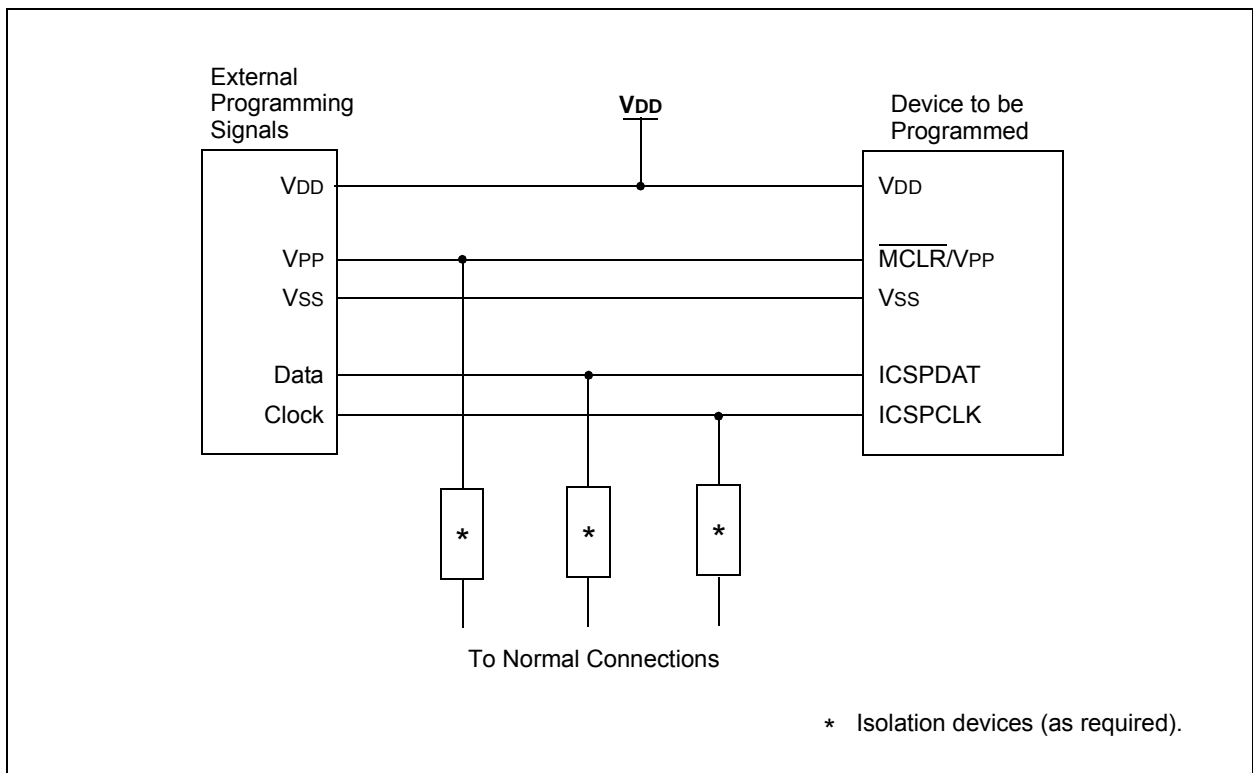 External
Programming
Signals
VDD
Device to be
Programmed
VDD
VDD
VPP
MCLR/VPP
VSS
VSS
Data
ICSPDAT
Clock
ICSPCLK
*
*
*
To Normal Connections
* Isolation devices (as required).